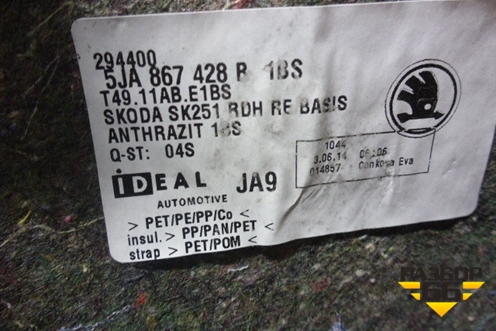 294400
5JA 867 428 B 1BS
T49.11AB.E1BS
SKODA SK251 RDH RE BASIS
ANTHRAZIT 1BS
Q-ST: 04S
1044
3.06.14 06:06
014857 Cankova Eva
IDEAL JA9
AUTOMOTIVE
> PET/PE/PP/Co <
insul. > PP/PAN/PET <
strap > PET/POM <
РАЗБОР